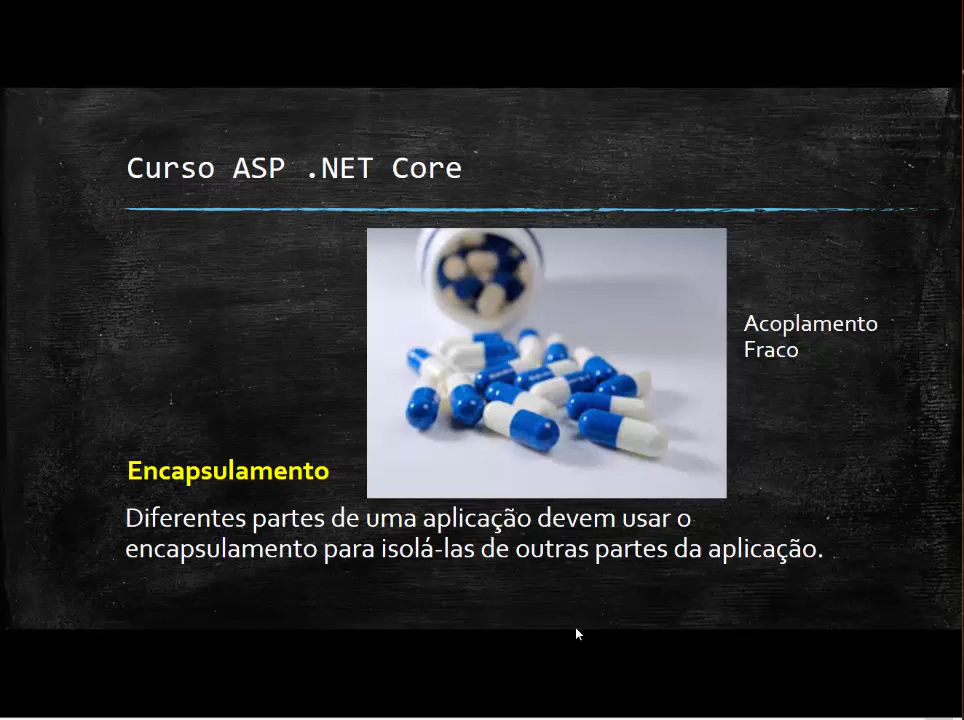 Curso ASP .NET Core
Acoplamento
Fraco
Encapsulamento
Diferentes partes de uma aplicação devem usar o
encapsulamento para isolá-las de outras partes da aplicação.